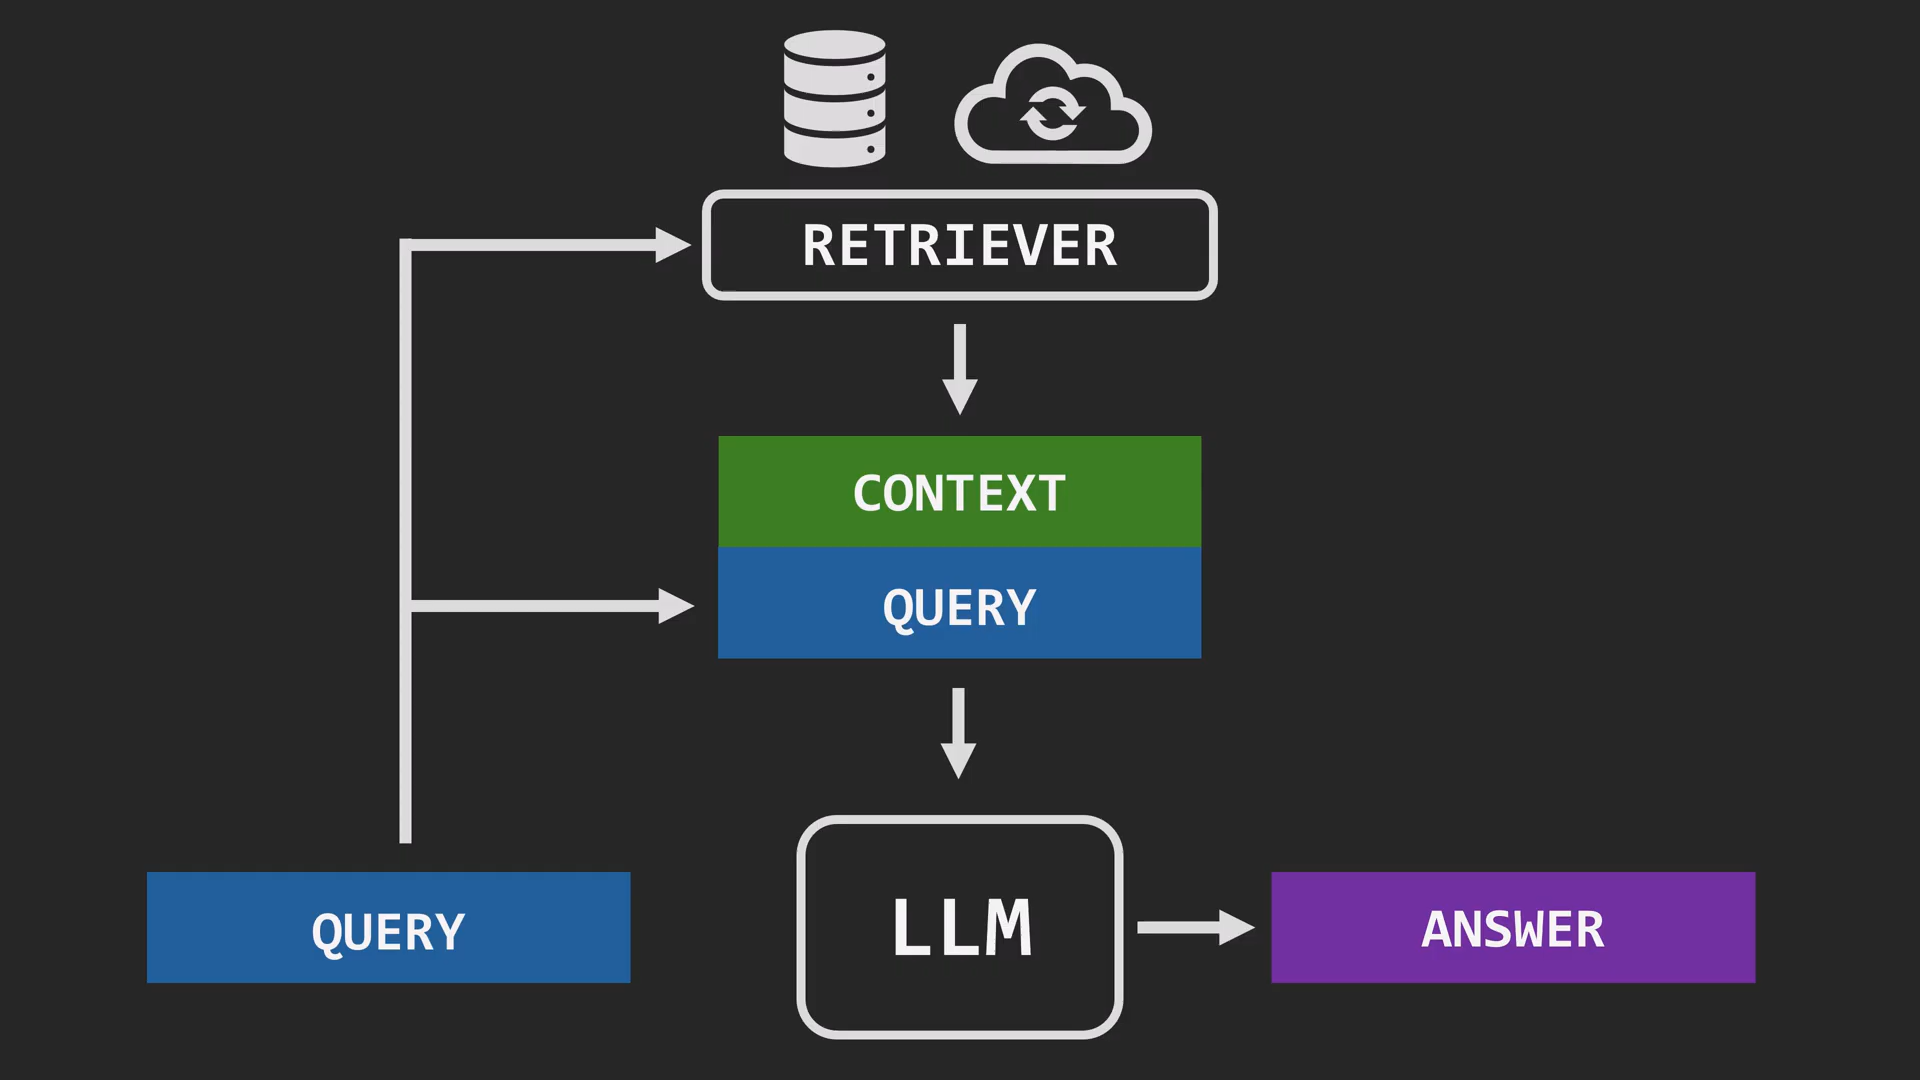 RETRIEVER
CONTEXT
QUERY
QUERY
LLM
ANSWER